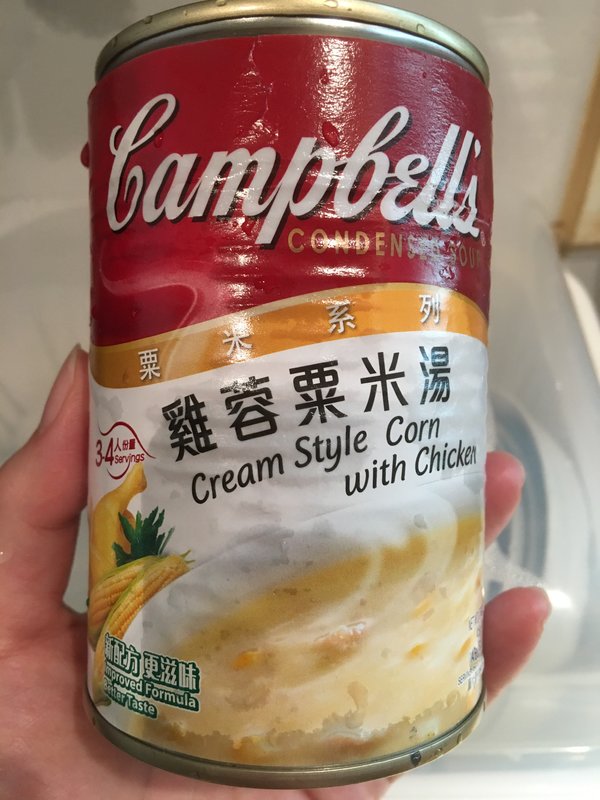 Campbell's
CONDENSED SOUP
粟米系列
雞蓉粟米湯
Cream Style Corn
with Chicken
3-4人份量
Servings
新配方 更滋味
Improved Formula
Better Taste